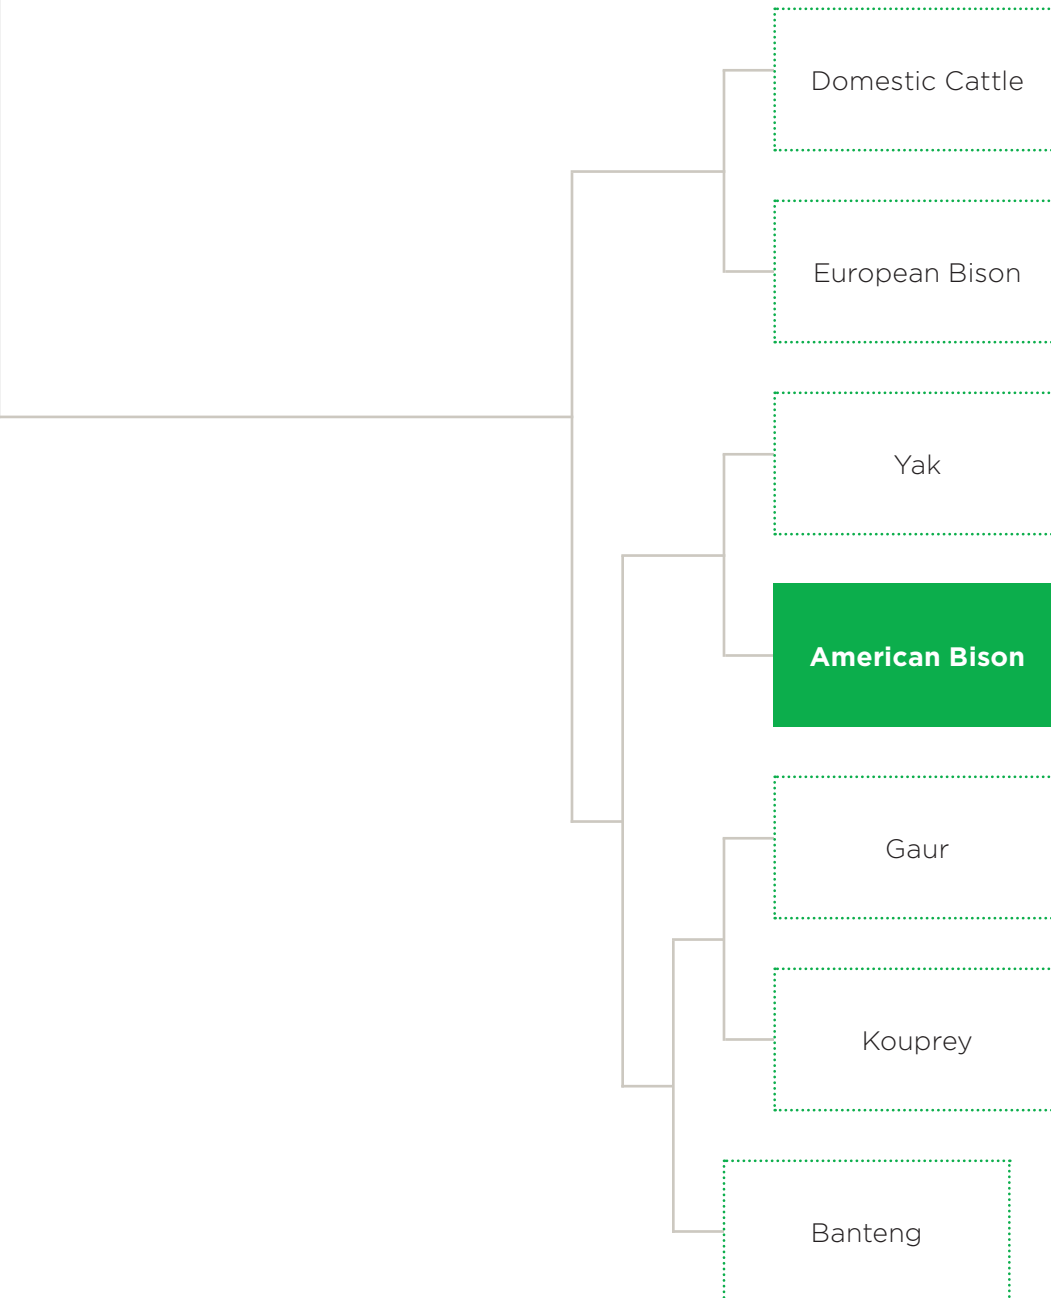 Domestic Cattle
European Bison
Yak
American Bison
Gaur
Kouprey
Banteng